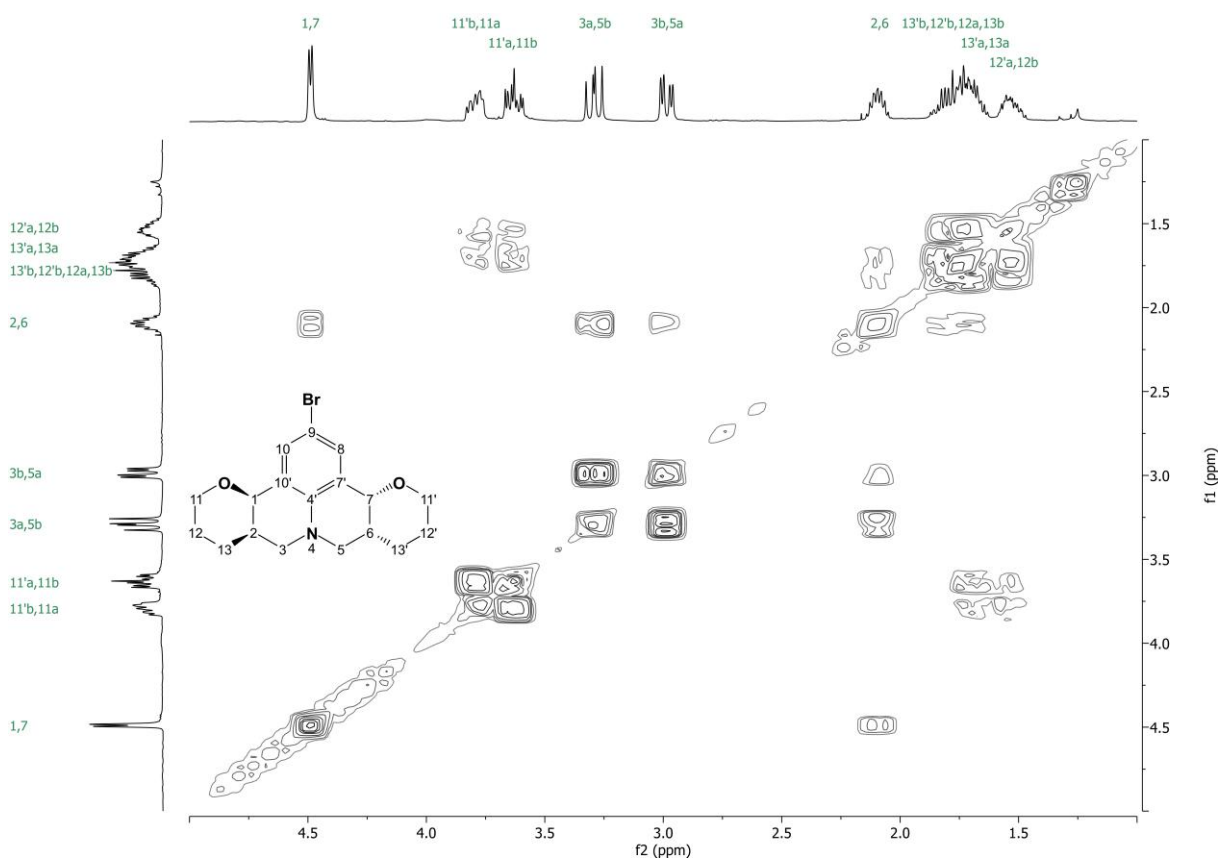 1,7
11'b,11a
11'a,11b
3a,5b
3b,5a
2,6
13'b,12'b,12a,13b
13'a,13a
12'a,12b
12'a,12b
13'a,13a
13'b,12'b,12a,13b
2,6
3b,5a
3a,5b
11'a,11b
11'b,11a
1,7
Br
9
10
8
O
10'
7'
O
11
1
4'
7
11'
12
2
6
12'
13
3
N
4
5
13'
1.5
2.0
2.5
3.0
3.5
4.0
4.5
f1 (ppm)
4.5
4.0
3.5
3.0
2.5
2.0
1.5
f2 (ppm)